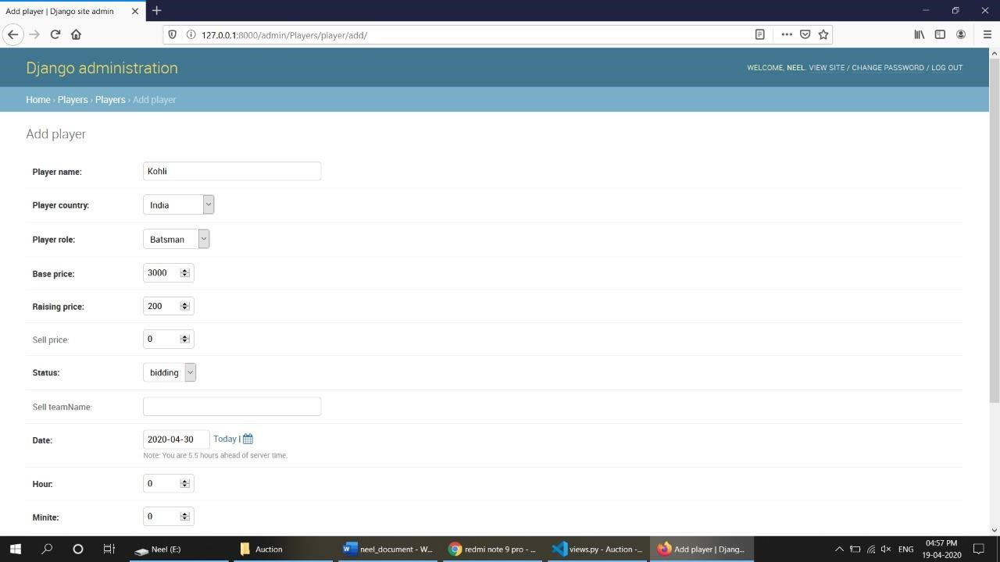 Add player | Django site admin
127.0.0.1:8000/admin/Players/player/add/
Django administration
WELCOME, NEEL. VIEW SITE / CHANGE PASSWORD / LOG OUT
Home › Players › Players › Add player
Add player
Player name: Kohli
Player country: India
Player role: Batsman
Base price: 3000
Raising price: 200
Sell price: 0
Status: bidding
Sell teamName:
Date: 2020-04-30 Today |
Note: You are 5.5 hours ahead of server time.
Hour: 0
Minite: 0
Neel (E:) Auction neel_document - W... redmi note 9 pro - ... views.py - Auction -... Add player | Djang... ENG 04:57 PM
19-04-2020